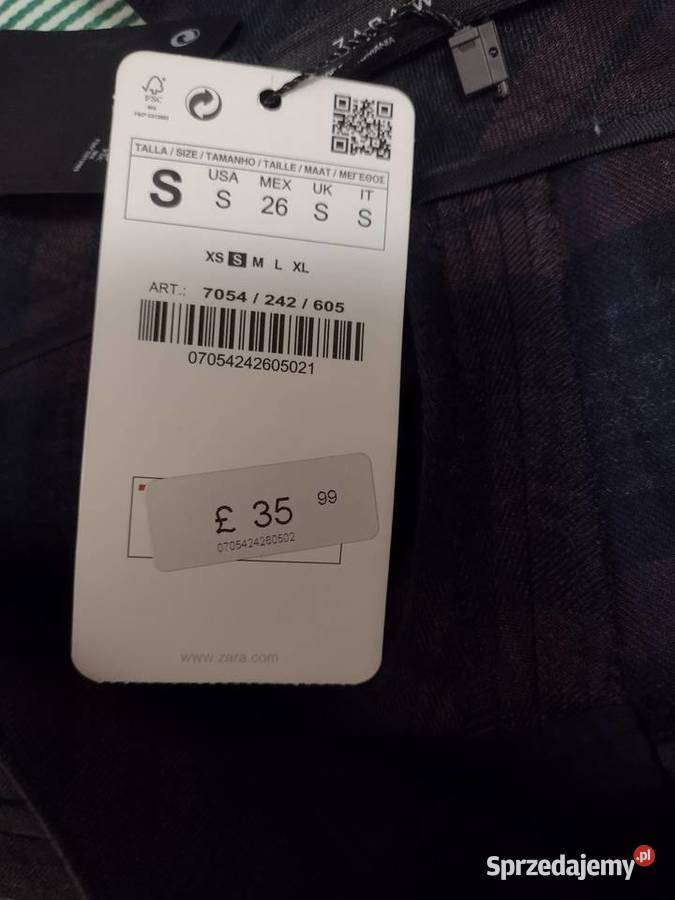 ZARA W
FSC
TALLA / SIZE / TAMANHO / TAILLE / MAAT / ΜΕΓΕΘΟΣ
S USA S MEX 26 UK S IT S
XS S M L XL
ART.: 7054 / 242 / 605
07054242605021
£ 35 99
0705424260502
www.zara.com
Sprzedajemy.pl